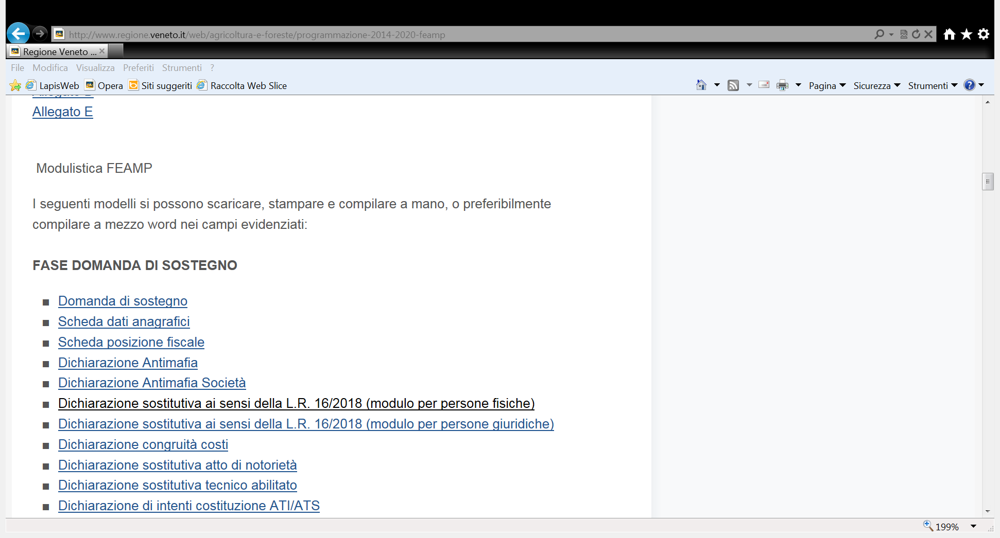 http://www.regione.veneto.it/web/agricoltura-e-foreste/programmazione-2014-2020-feamp
Regione Veneto ...
File Modifica Visualizza Preferiti Strumenti ?
LapisWeb Opera Siti suggeriti Raccolta Web Slice Pagina Sicurezza Strumenti
Allegato E
Modulistica FEAMP
I seguenti modelli si possono scaricare, stampare e compilare a mano, o preferibilmente
compilare a mezzo word nei campi evidenziati:
FASE DOMANDA DI SOSTEGNO
Domanda di sostegno
Scheda dati anagrafici
Scheda posizione fiscale
Dichiarazione Antimafia
Dichiarazione Antimafia Società
Dichiarazione sostitutiva ai sensi della L.R. 16/2018 (modulo per persone fisiche)
Dichiarazione sostitutiva ai sensi della L.R. 16/2018 (modulo per persone giuridiche)
Dichiarazione congruità costi
Dichiarazione sostitutiva atto di notorietà
Dichiarazione sostitutiva tecnico abilitato
Dichiarazione di intenti costituzione ATI/ATS
199%